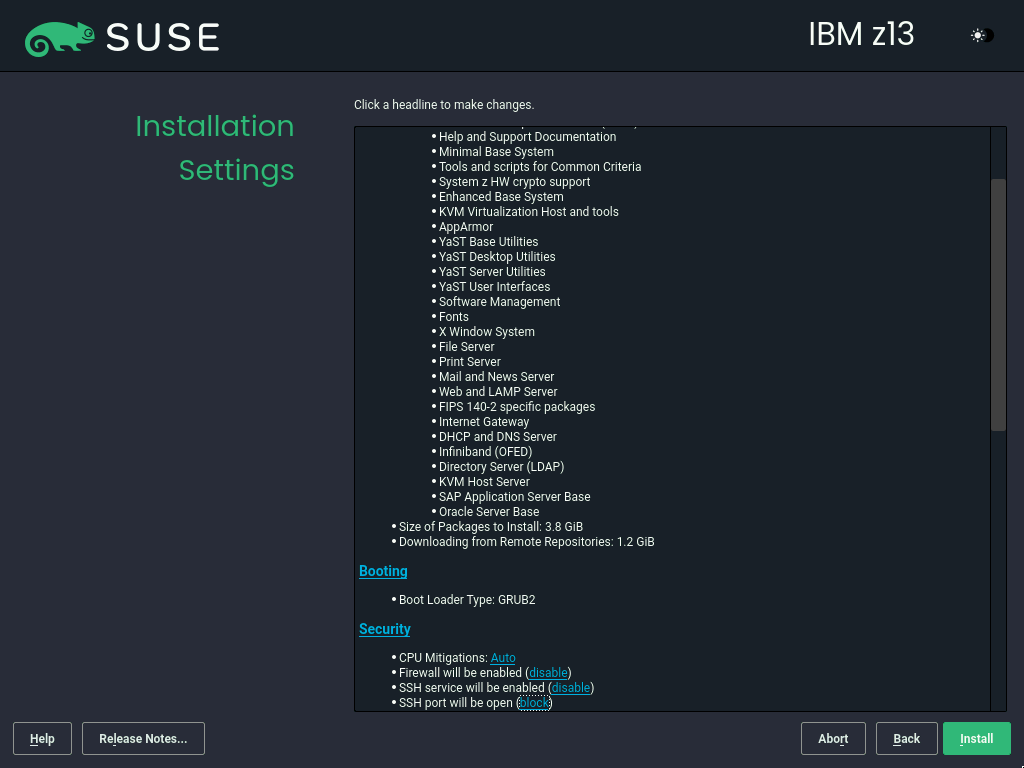 SUSE
IBM z13
Installation
Settings
Click a headline to make changes.
• Help and Support Documentation
• Minimal Base System
• Tools and scripts for Common Criteria
• System z HW crypto support
• Enhanced Base System
• KVM Virtualization Host and tools
• AppArmor
• YaST Base Utilities
• YaST Desktop Utilities
• YaST Server Utilities
• YaST User Interfaces
• Software Management
• Fonts
• X Window System
• File Server
• Print Server
• Mail and News Server
• Web and LAMP Server
• FIPS 140-2 specific packages
• Internet Gateway
• DHCP and DNS Server
• Infiniband (OFED)
• Directory Server (LDAP)
• KVM Host Server
• SAP Application Server Base
• Oracle Server Base
• Size of Packages to Install: 3.8 GiB
• Downloading from Remote Repositories: 1.2 GiB
Booting
• Boot Loader Type: GRUB2
Security
• CPU Mitigations: Auto
• Firewall will be enabled (disable)
• SSH service will be enabled (disable)
• SSH port will be open (block)
Help
Release Notes...
Abort
Back
Install